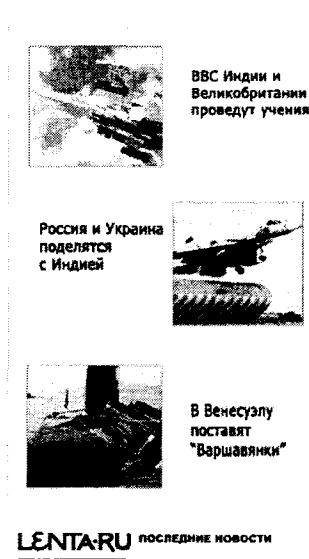 ВВС Индии и
Великобритании
проведут учения
Россия и Украина
поделятся
с Индией
В Венесуэлу
поставят
"Варшавянки"
LENTA·RU ПОСЛЕДНИЕ НОВОСТИ